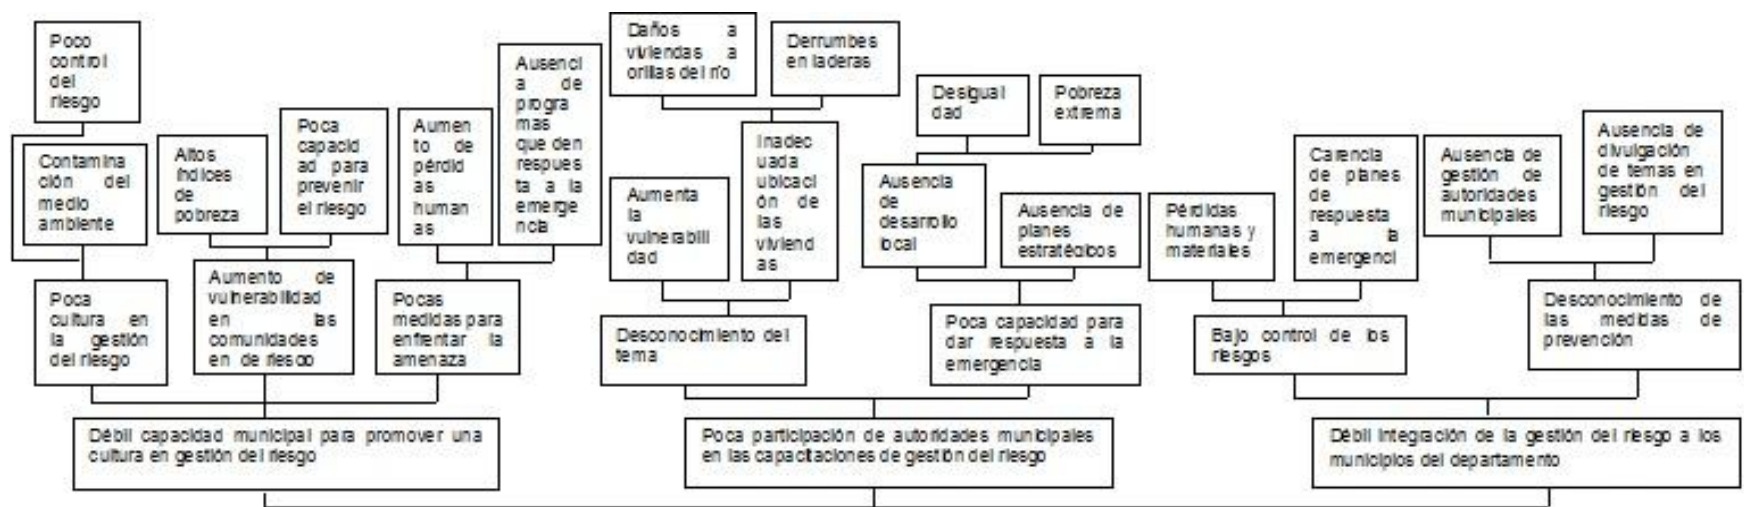 Poco
control
del
riesgo
Contamina
ción del
medio
ambiente
Altos
índices
de
pobreza
Poca
capacid
ad para
prevenir
el riesgo
Aumen
to de
pérdid
as
human
as
Ausenci
a de
progra
mas
que den
respues
ta a la
emerge
ncia
Daños a
viviendas a
orillas del río
Derrumbes
en laderas
Aumenta
la
vulnerabili
dad
Inadec
uada
ubicaci
ón de
las
viviend
as
Desigual
dad
Pobreza
extrema
Ausencia
de
desarrollo
local
Ausencia de
planes
estratégicos
Pérdidas
humanas y
materiales
Carencia
de planes
de
respuesta
a la
emergenci
Ausencia de
gestión de
autoridades
municipales
Ausencia de
divulgación
de temas en
gestión del
riesgo
Poca
cultura en
la gestión
del riesgo
Aumento de
vulnerabilidad
en las
comunidades
en de riesgo
Pocas
medidas para
enfrentar la
amenaza
Desconocimiento del
tema
Poca capacidad para
dar respuesta a la
emergencia
Bajo control de los
riesgos
Desconocimiento de
las medidas de
prevención
Débil capacidad municipal para promover una
cultura en gestión del riesgo
Poca participación de autoridades municipales
en las capacitaciones de gestión del riesgo
Débil integración de la gestión del riesgo a los
municipios del departamento